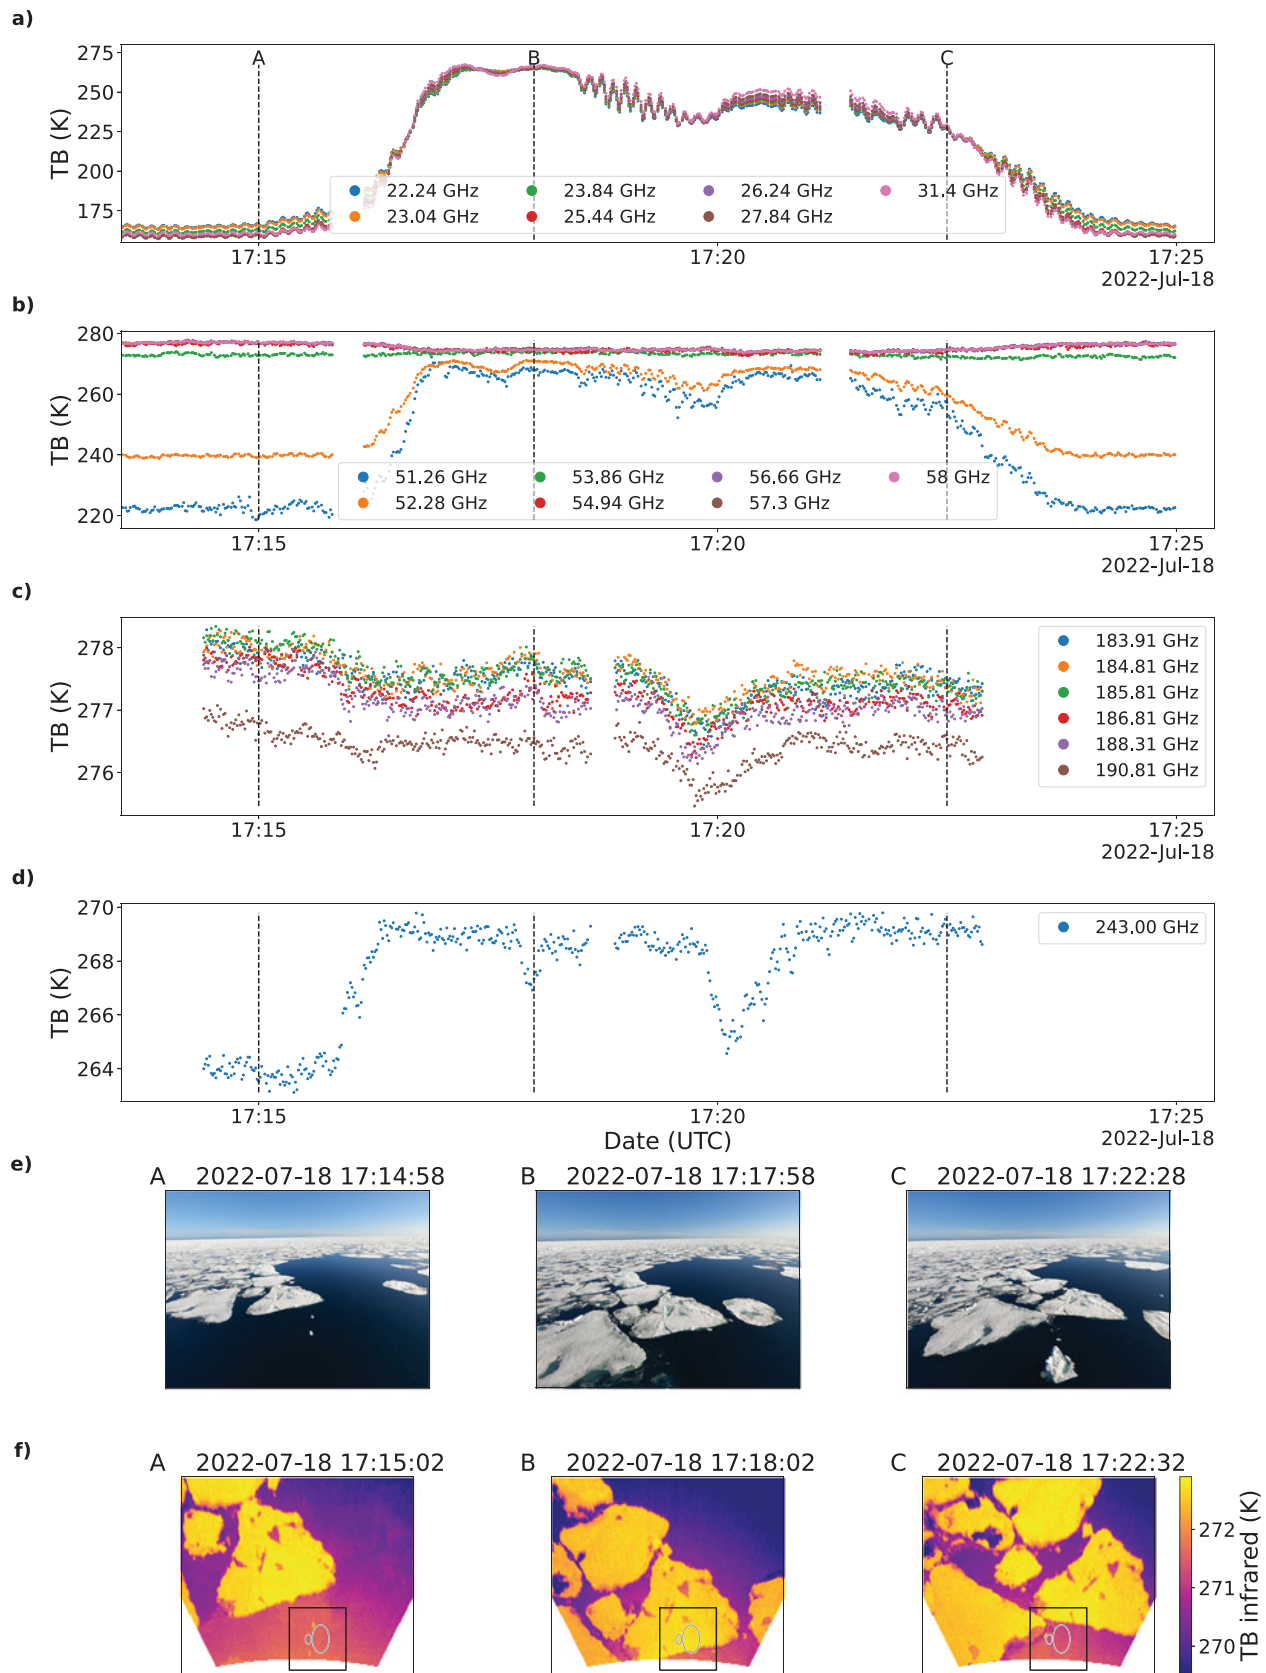 a)
275
250
225
200
175
TB (K)
A
B
C
22.24 GHz
23.84 GHz
26.24 GHz
31.4 GHz
23.04 GHz
25.44 GHz
27.84 GHz
17:15
17:20
17:25
2022-Jul-18
b)
280
260
240
220
TB (K)
51.26 GHz
53.86 GHz
56.66 GHz
58 GHz
52.28 GHz
54.94 GHz
57.3 GHz
17:15
17:20
17:25
2022-Jul-18
c)
278
277
276
TB (K)
183.91 GHz
184.81 GHz
185.81 GHz
186.81 GHz
188.31 GHz
190.81 GHz
17:15
17:20
17:25
2022-Jul-18
d)
270
268
266
264
TB (K)
243.00 GHz
17:15
17:20
17:25
Date (UTC)
2022-Jul-18
e)
A 2022-07-18 17:14:58
B 2022-07-18 17:17:58
C 2022-07-18 17:22:28
f)
A 2022-07-18 17:15:02
B 2022-07-18 17:18:02
C 2022-07-18 17:22:32
272
271
270
TB infrared (K)